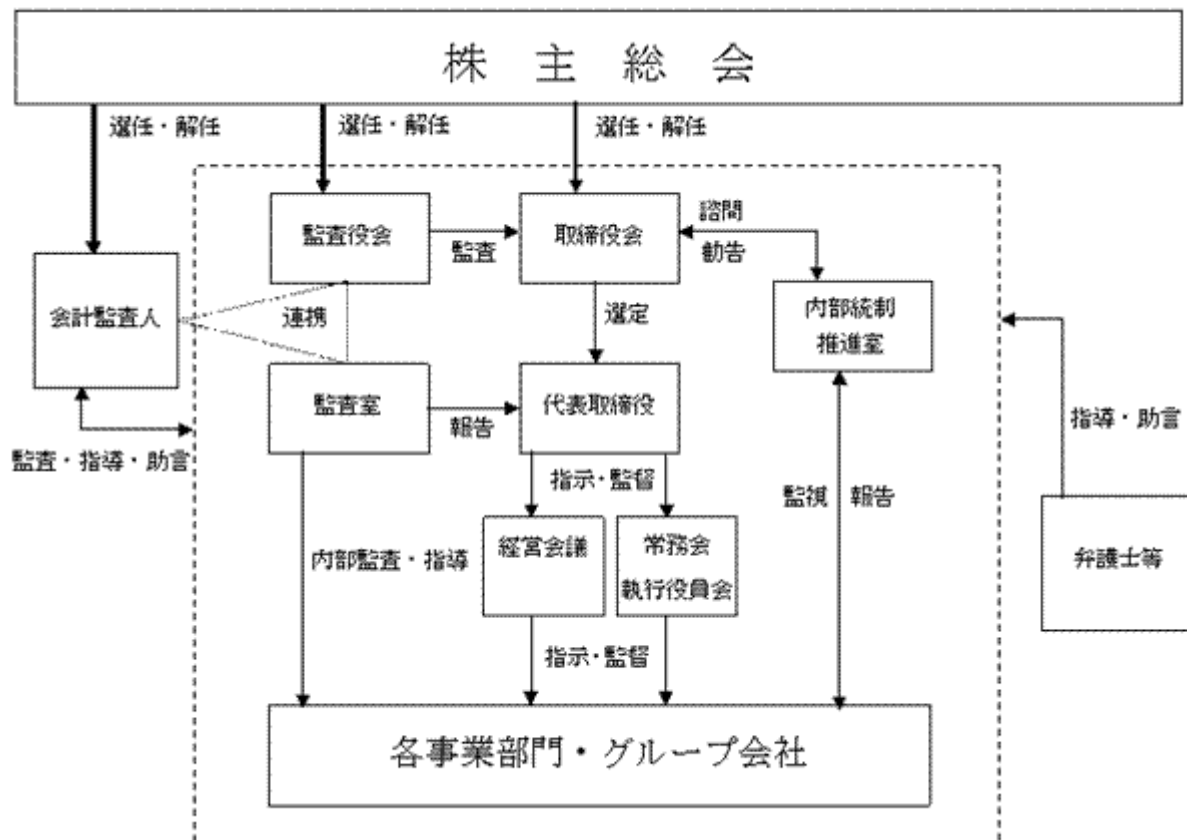 株主総会
選任・解任
選任・解任
選任・解任
監査役会
監査
取締役会
諮問
勧告
会計監査人
連携
選定
内部統制
推進室
監査室
報告
代表取締役
監査・指導・助言
指導・助言
指示・監督
監視
報告
内部監査・指導
経営会議
常務会
執行役員会
弁護士等
指示・監督
各事業部門・グループ会社